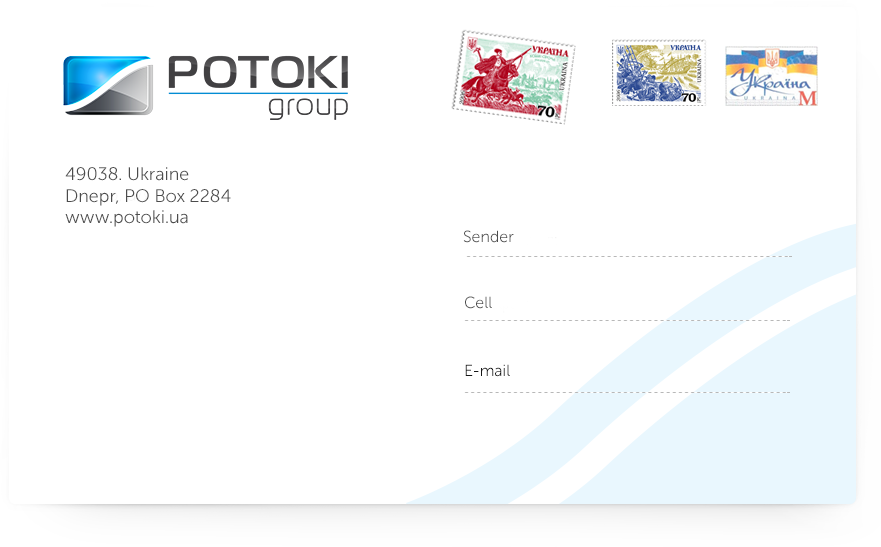 POTOKI
group
УКРАЇНА
UKRAINA
70
УКРАЇНА
UKRAINA
70
Україна
UKRAINA M
49038. Ukraine
Dnepr, PO Box 2284
www.potoki.ua
Sender
Cell
E-mail